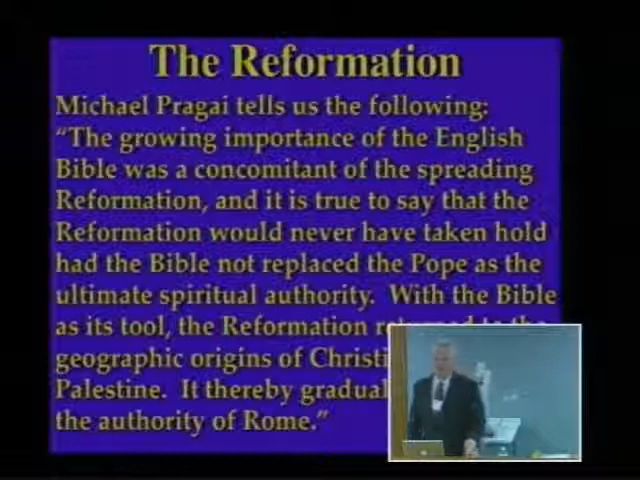 The Reformation
Michael Pragai tells us the following:
“The growing importance of the English
Bible was a concomitant of the spreading
Reformation, and it is true to say that the
Reformation would never have taken hold
had the Bible not replaced the Pope as the
ultimate spiritual authority.  With the Bible
as its tool, the Reformation returned to the
geographic origins of Christi
Palestine.  It thereby gradual
the authority of Rome.”